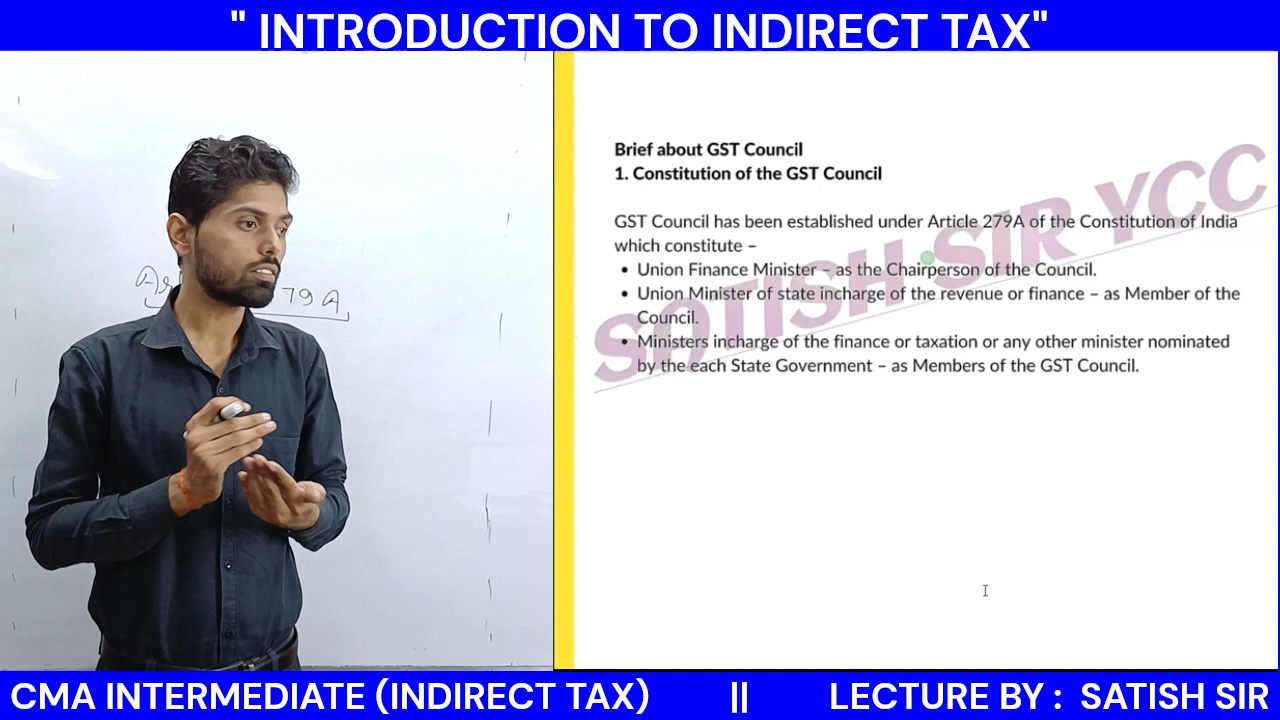 " INTRODUCTION TO INDIRECT TAX"
79A
Brief about GST Council
1. Constitution of the GST Council
GST Council has been established under Article 279A of the Constitution of India
which constitute –
• Union Finance Minister – as the Chairperson of the Council.
• Union Minister of state incharge of the revenue or finance – as Member of the
Council.
• Ministers incharge of the finance or taxation or any other minister nominated
by the each State Government – as Members of the GST Council.
SATISH SIR YCC
CMA INTERMEDIATE (INDIRECT TAX) || LECTURE BY : SATISH SIR